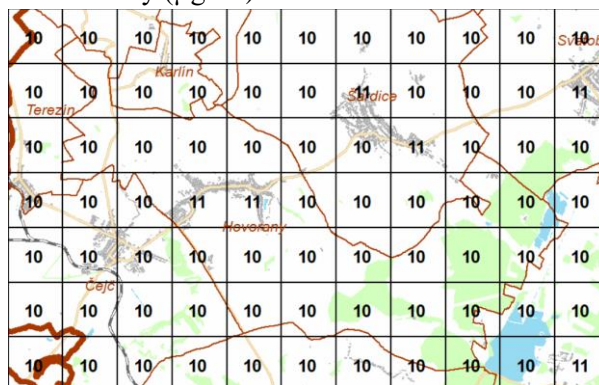 10 10 10 10 10 10 10 10 10 10 10
Svatob
Karlín
10 10 10 10 10 10 11 10 10 10 11
Šardice
Terezín
10 10 10 10 10 10 10 11 10 10 10
10 10 10 11 11 10 10 10 10 10 10
Hovorany
10 10 10 10 10 10 10 10 10 10 10
Čejč
10 10 10 10 10 10 10 10 10 10 10
10 10 10 10 10 10 10 10 10 10 11